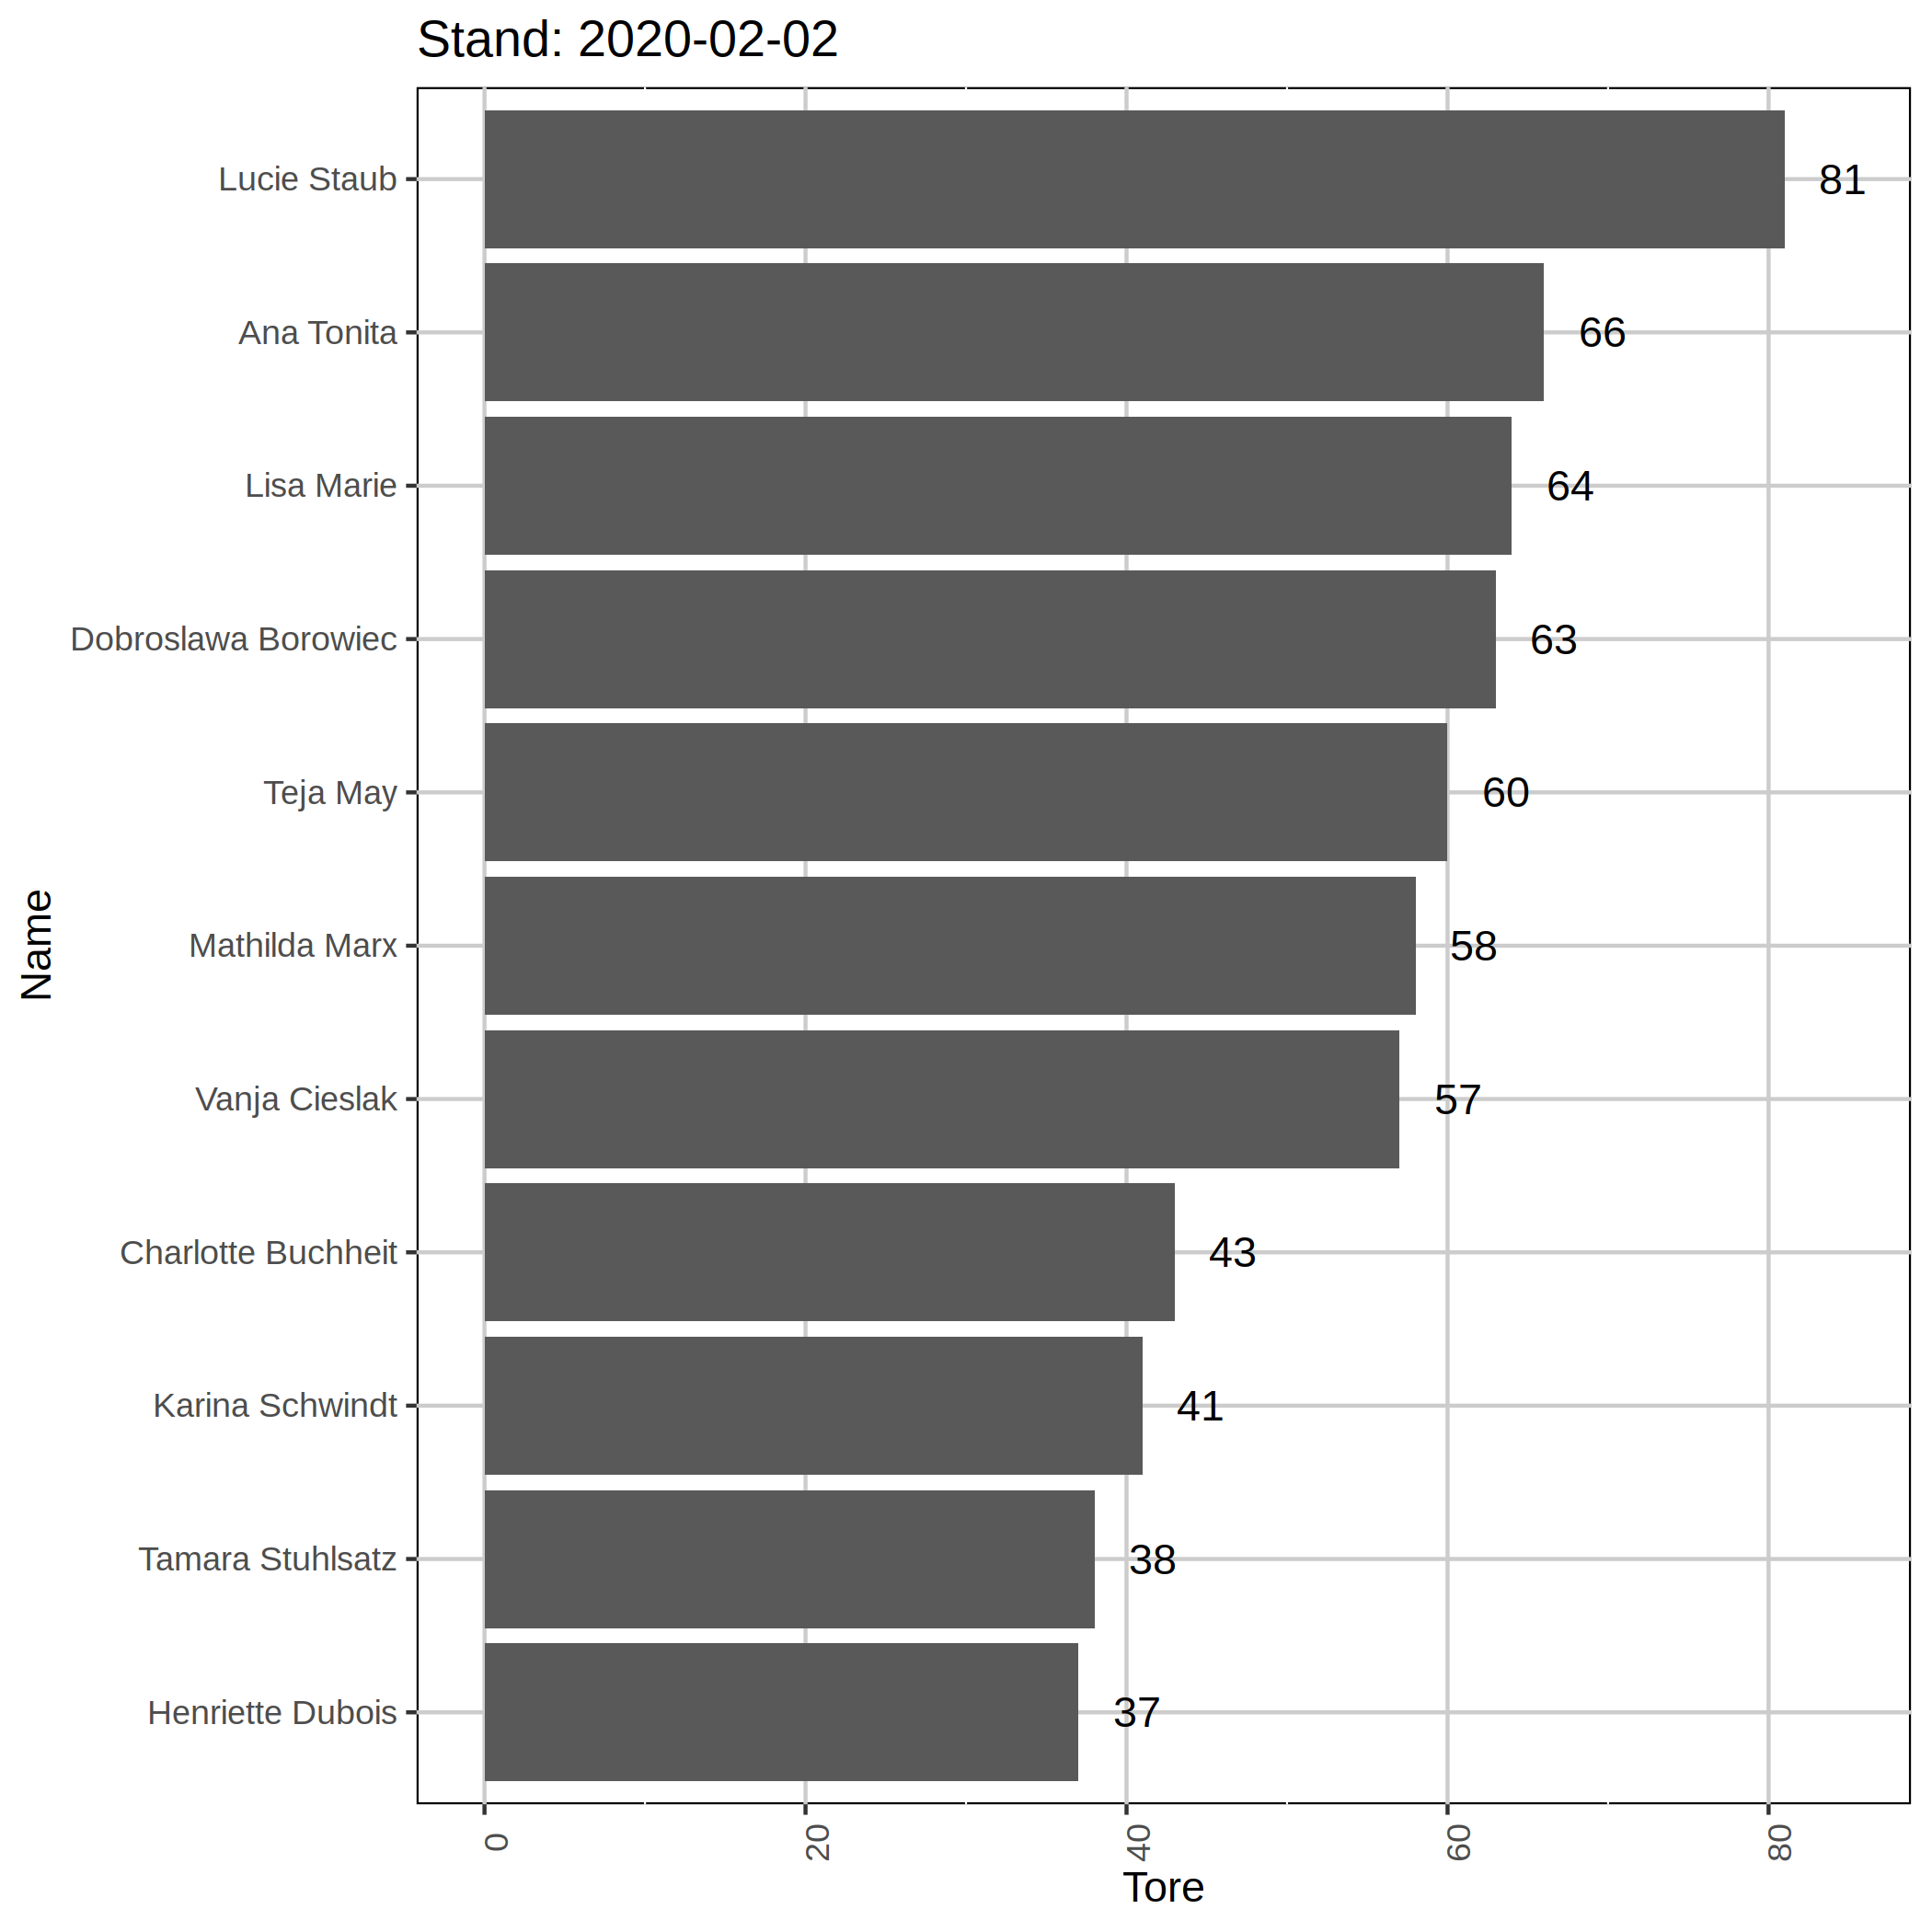 Stand: 2020-02-02
Lucie Staub 81
Ana Tonita 66
Lisa Marie 64
Dobroslawa Borowiec 63
Teja May 60
Mathilda Marx 58
Vanja Cieslak 57
Charlotte Buchheit 43
Karina Schwindt 41
Tamara Stuhlsatz 38
Henriette Dubois 37
Name
0 20 40 60 80
Tore